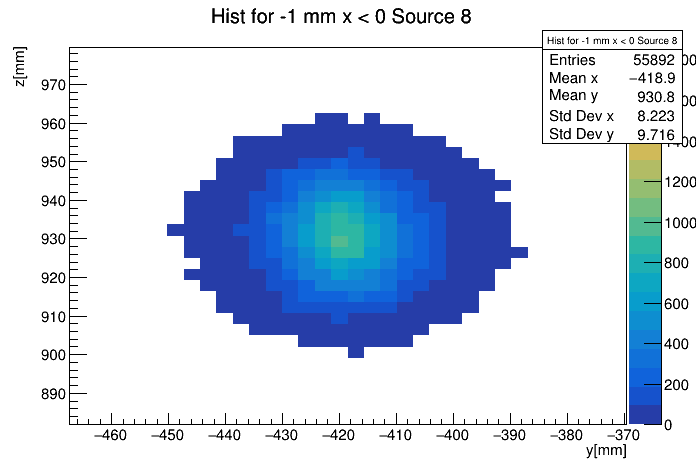 Hist for -1 mm x < 0 Source 8
z[mm]
Hist for -1 mm x < 0 Source 8
Entries 55892
Mean x −418.9
Mean y 930.8
Std Dev x 8.223
Std Dev y 9.716
970
960
950
940
930
920
910
900
890
1200
1000
800
600
400
200
0
−460 −450 −440 −430 −420 −410 −400 −390 −380 −370
y[mm]